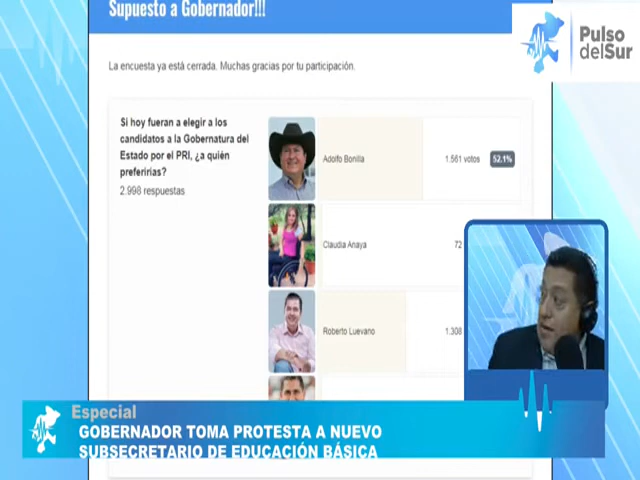 Supuesto a Gobernador!!!
Pulso
delSur
La encuesta ya está cerrada. Muchas gracias por tu participación.
Si hoy fueran a elegir a los
candidatos a la Gobernatura del
Estado por el PRI, ¿a quién
preferirías?
2.998 respuestas
Adolfo Bonilla
1.561 votos
52.1%
Claudia Anaya
72
Roberto Luevano
1.308
Especial
GOBERNADOR TOMA PROTESTA A NUEVO
SUBSECRETARIO DE EDUCACIÓN BÁSICA